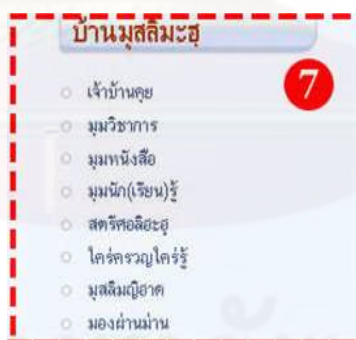 บ้านมุสลิมะฮฺ
7
เจ้าบ้านคุย
มุมวิชาการ
มุมหนังสือ
มุมนัก(เรียน)รู้
สตรีศอลิฮะฮฺ
ใคร่ครวญใคร่รู้
มุสลิมญิฮาด
มองผ่านม่าน